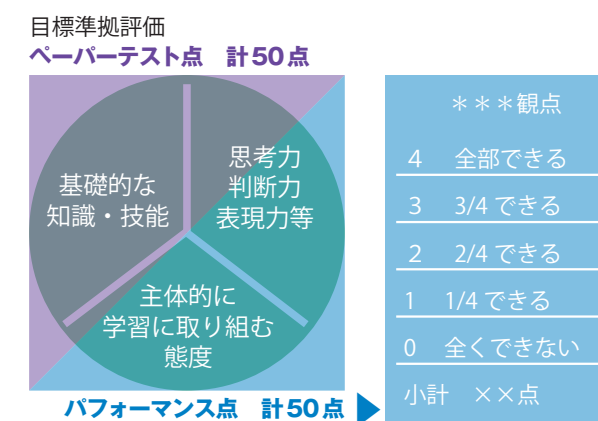 目標準拠評価
ペーパーテスト点　計50点
基礎的な
知識・技能
思考力
判断力
表現力等
主体的に
学習に取り組む
態度
パフォーマンス点　計50点
＊＊＊観点
4　全部できる
3　3/4 できる
2　2/4 できる
1　1/4 できる
0　全くできない
小計　××点